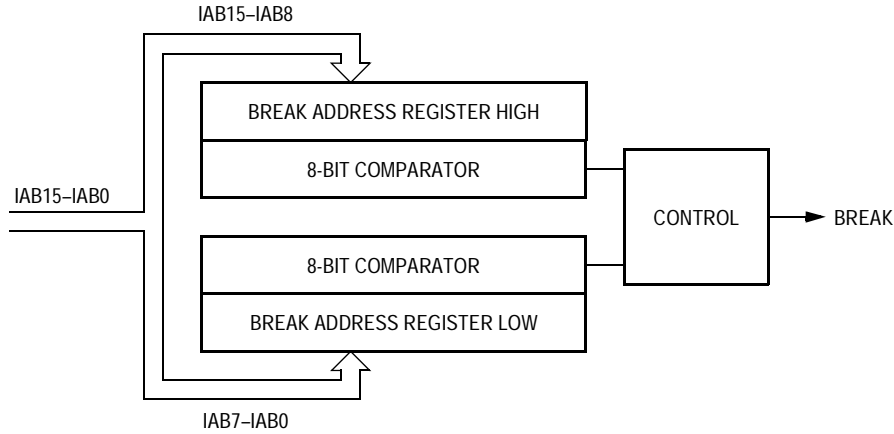 IAB15–IAB8
BREAK ADDRESS REGISTER HIGH
8-BIT COMPARATOR
IAB15–IAB0
CONTROL
BREAK
8-BIT COMPARATOR
BREAK ADDRESS REGISTER LOW
IAB7–IAB0